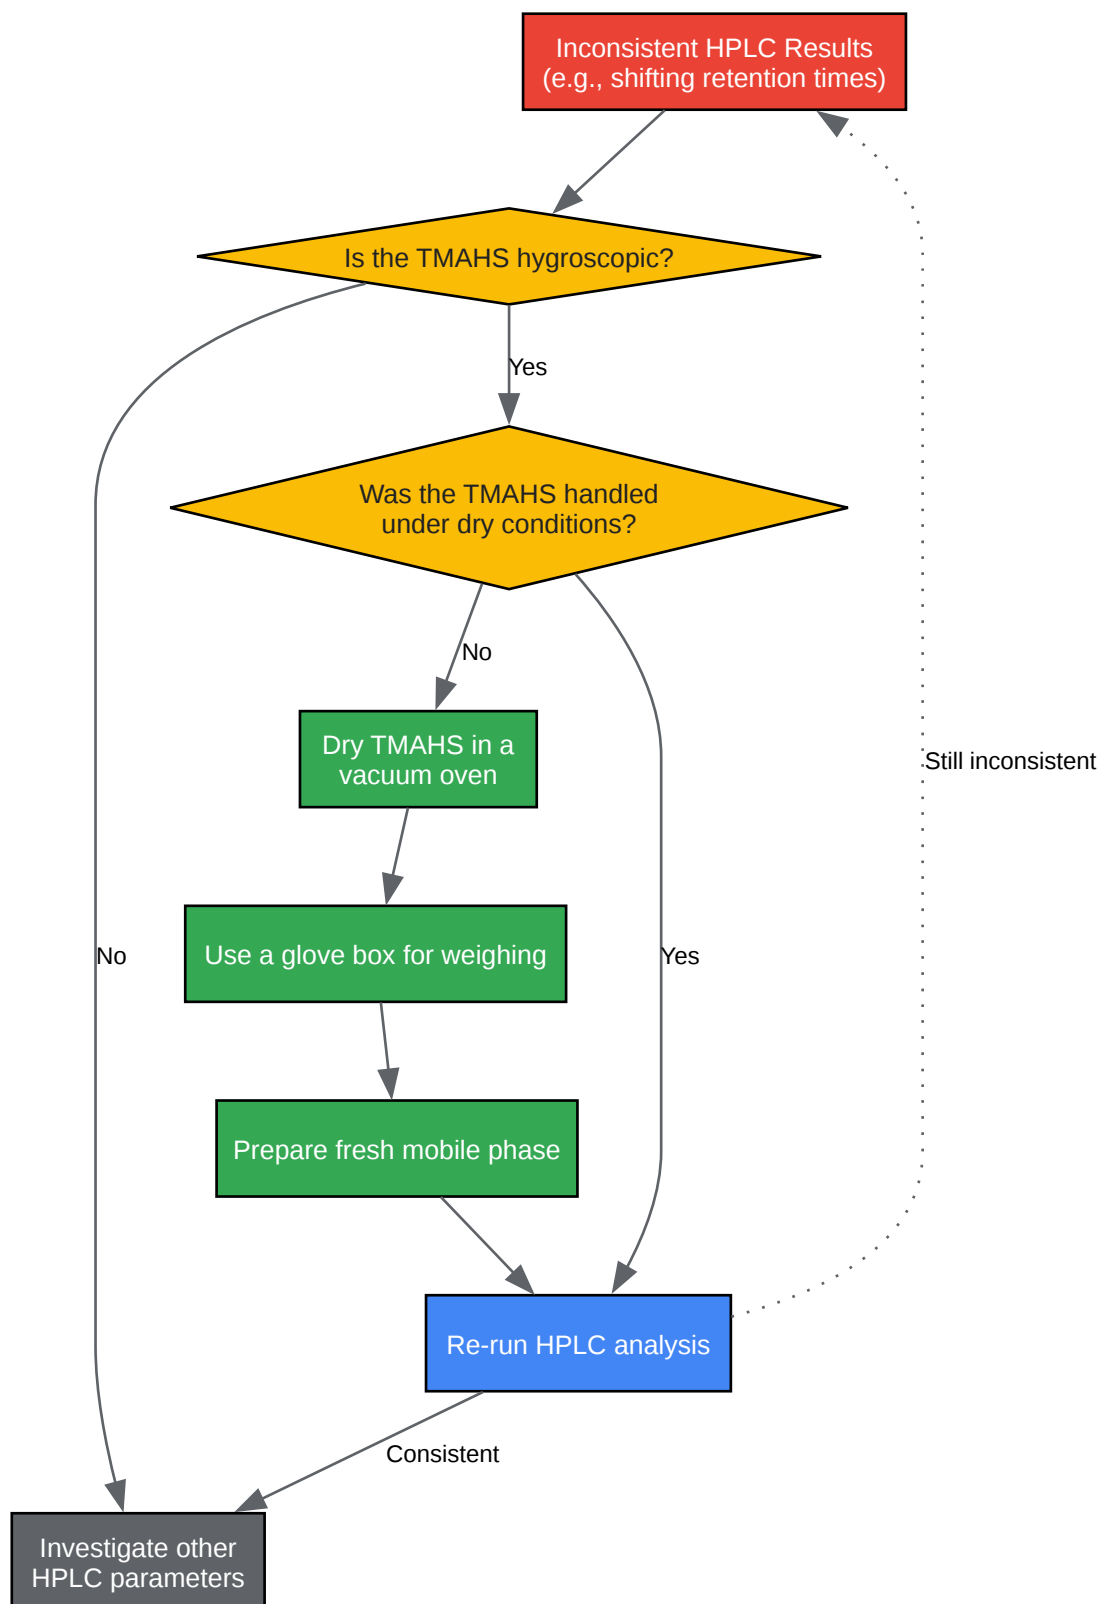 Inconsistent HPLC Results
(e.g., shifting retention times)
Is the TMAHS hygroscopic?
Yes
Was the TMAHS handled
under dry conditions?
No
Dry TMAHS in a
vacuum oven
Still inconsistent
Use a glove box for weighing
No
Yes
Prepare fresh mobile phase
Re-run HPLC analysis
Consistent
Investigate other
HPLC parameters